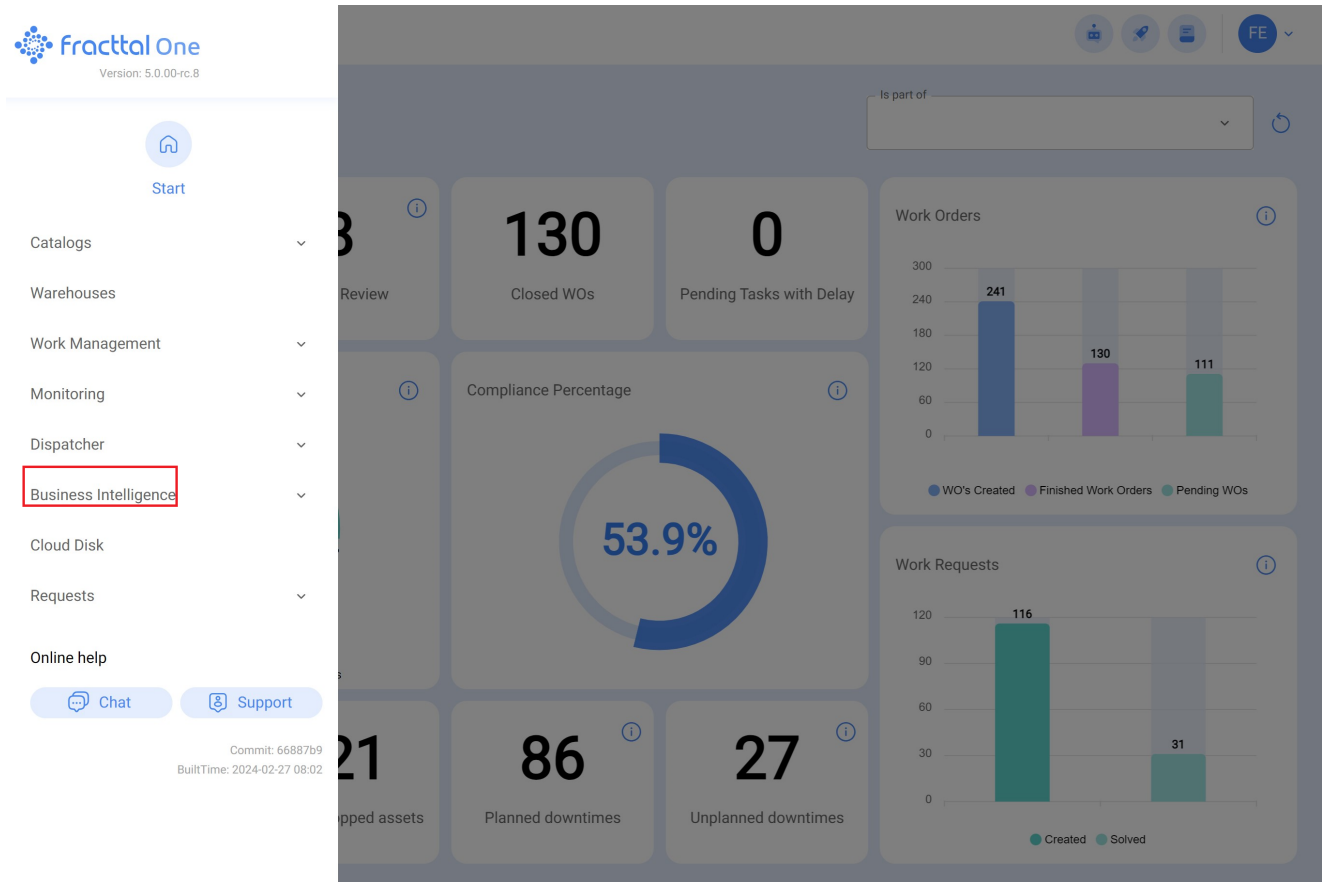 fracttal One
Version: 5.0.00-rc.8
Start
Catalogs
Warehouses
Work Management
Monitoring
Dispatcher
Business Intelligence
Cloud Disk
Requests
Online help
Chat
Support
Commit: 66887b9
BuiltTime: 2024-02-27 08:02
FE
Is part of
Review
130
Closed WOs
0
Pending Tasks with Delay
Compliance Percentage
53.9%
21
assets
86
Planned downtimes
27
Unplanned downtimes
Work Orders
300
240
180
120
60
0
241
130
111
WO's Created Finished Work Orders Pending WOs
Work Requests
120
90
60
30
0
116
31
Created Solved